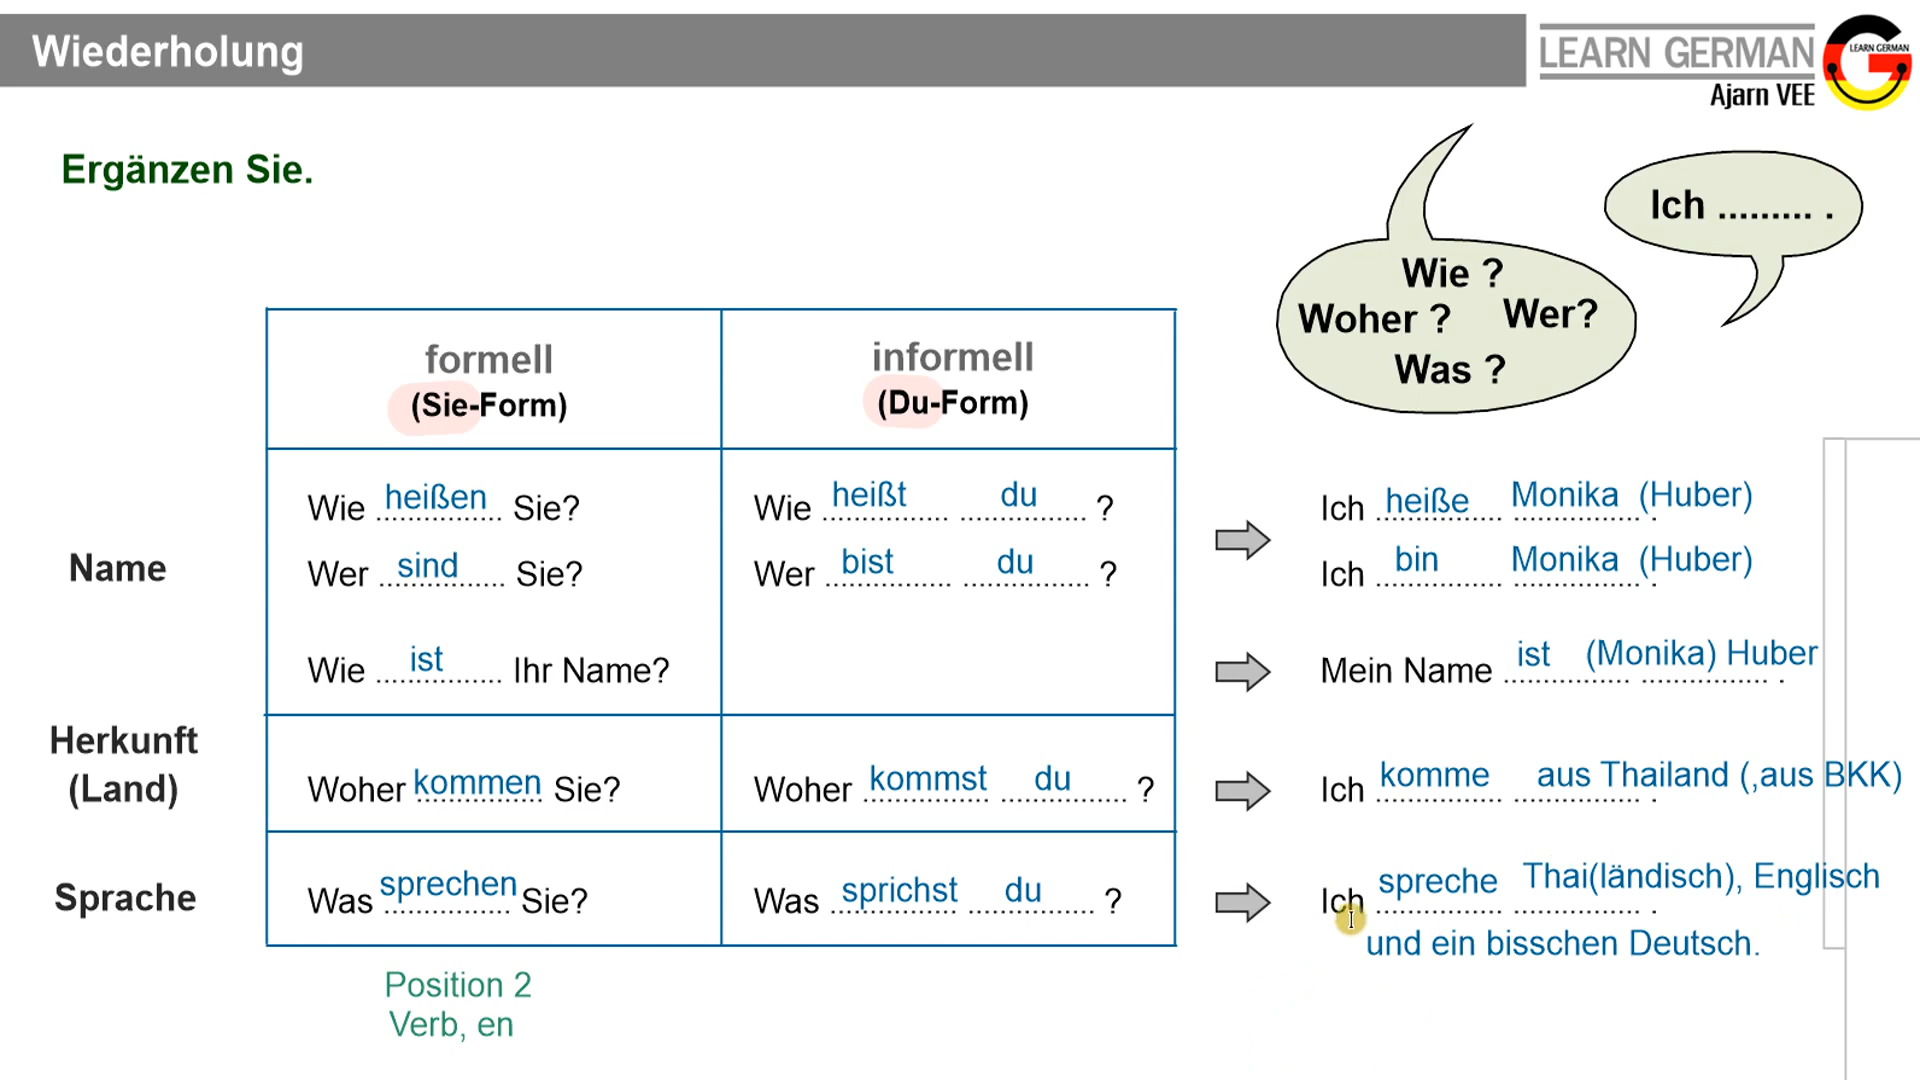 Wiederholung
LEARN GERMAN
LEARN GERMAN
Ajarn VEE
Ergänzen Sie.
Ich ......... .
Wie ?
Woher ? Wer?
Was ?
formell
(Sie-Form)
informell
(Du-Form)
Name
Wie heißen Sie?
Wie heißt du ?
Ich heiße Monika (Huber) .
Wer sind Sie?
Wer bist du ?
Ich bin Monika (Huber) .
Wie ist Ihr Name?
Mein Name ist (Monika) Huber .
Herkunft
(Land)
Woher kommen Sie?
Woher kommst du ?
Ich komme aus Thailand (,aus BKK) .
Sprache
Was sprechen Sie?
Was sprichst du ?
Ich spreche Thai(ländisch), Englisch .
und ein bisschen Deutsch.
Position 2
Verb, en